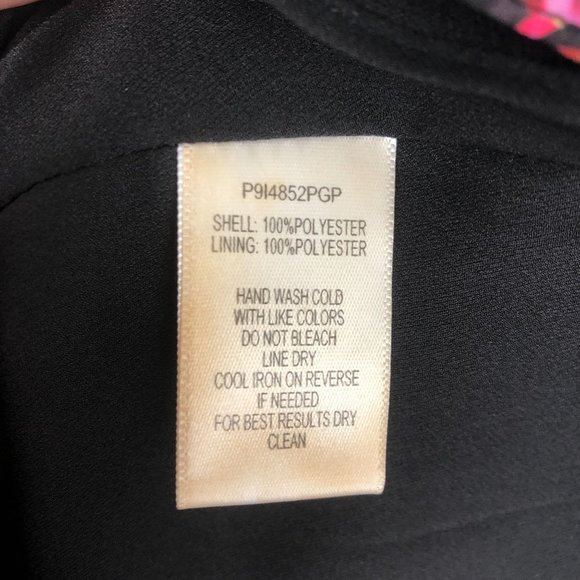 P9I4852PGP
SHELL: 100%POLYESTER
LINING: 100%POLYESTER
HAND WASH COLD
WITH LIKE COLORS
DO NOT BLEACH
LINE DRY
COOL IRON ON REVERSE
IF NEEDED
FOR BEST RESULTS DRY
CLEAN